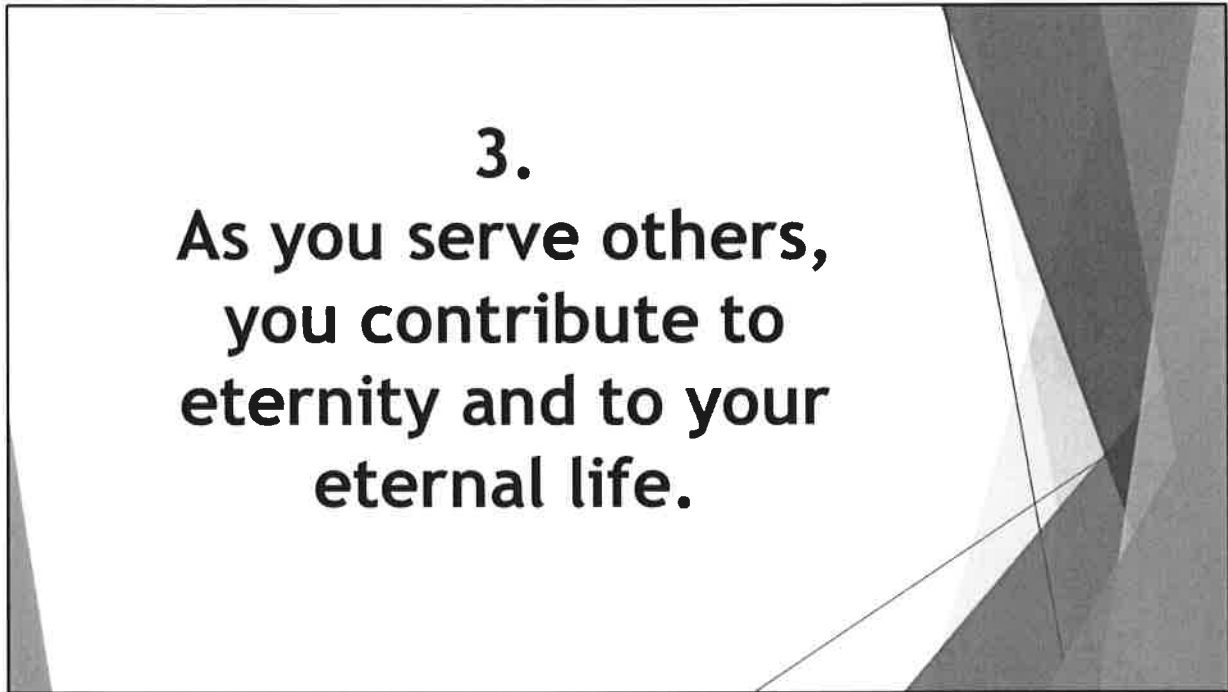 3.
As you serve others,
you contribute to
eternity and to your
eternal life.